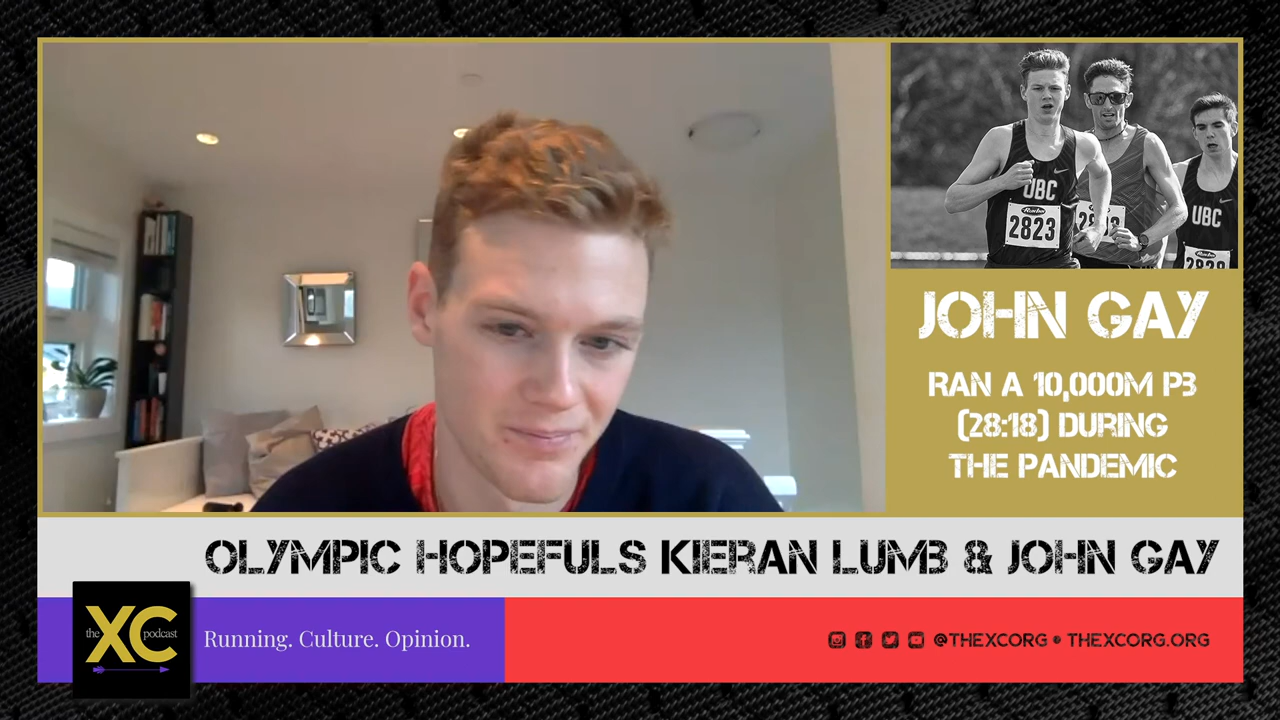 UBC
2823
UBC
JOHN GAY
RAN A 10,000M PB
(28:18) DURING
THE PANDEMIC
OLYMPIC HOPEFULS KIERAN LUMB & JOHN GAY
the XC podcast
Running. Culture. Opinion.
@THEXCORG • THEXCORG.ORG